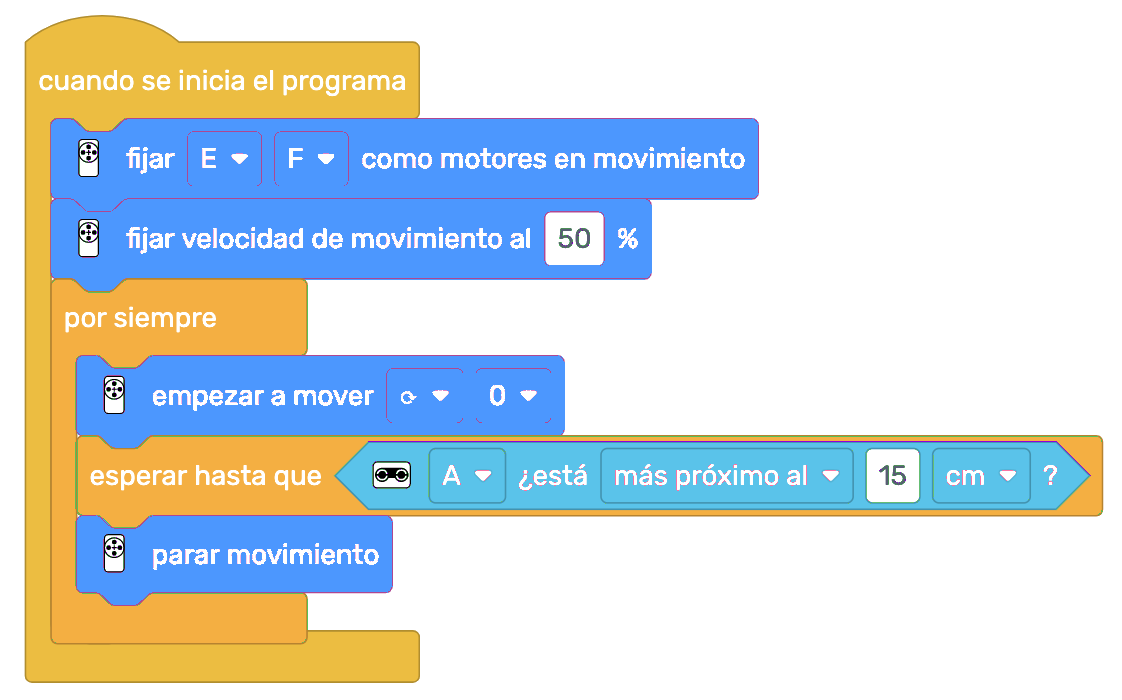 cuando se inicia el programa
fijar E F como motores en movimiento
fijar velocidad de movimiento al 50 %
por siempre
empezar a mover ⟳ 0
esperar hasta que A ¿está más próximo al 15 cm ?
parar movimiento